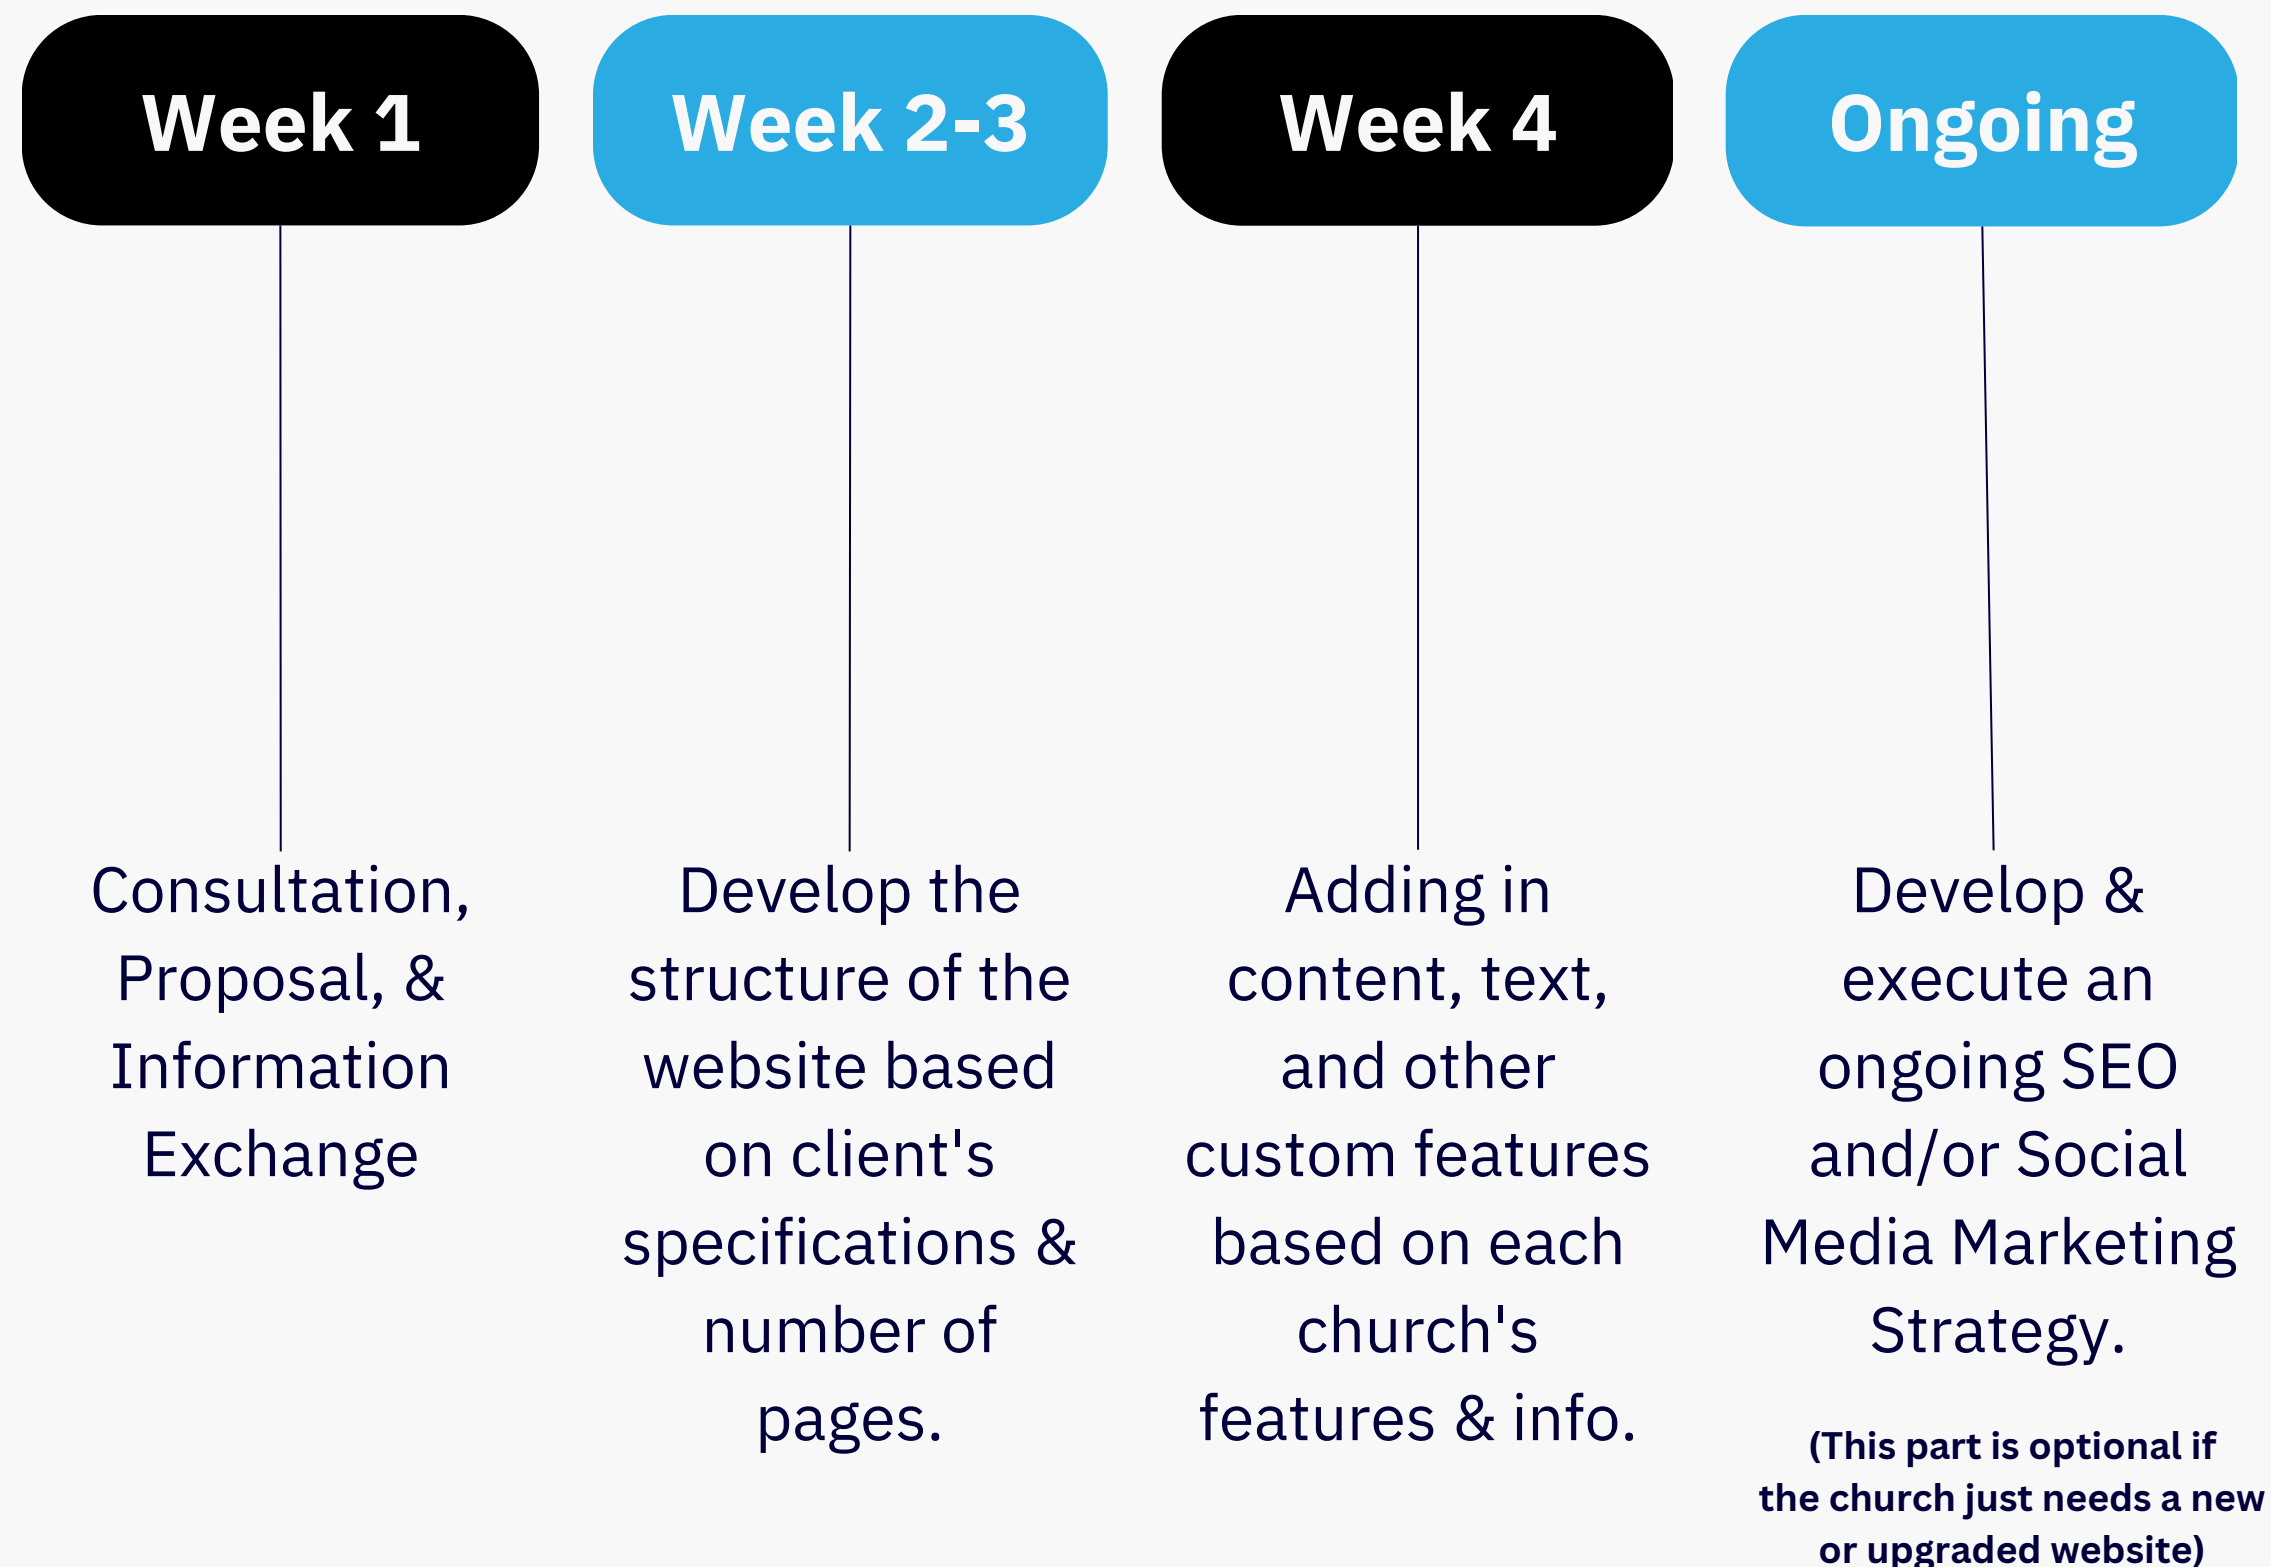 Week 1
Week 2-3
Week 4
Ongoing
Consultation,
Proposal, &
Information
Exchange
Develop the
structure of the
website based
on client's
specifications &
number of
pages.
Adding in
content, text,
and other
custom features
based on each
church's
features & info.
Develop &
execute an
ongoing SEO
and/or Social
Media Marketing
Strategy.
(This part is optional if
the church just needs a new
or upgraded website)